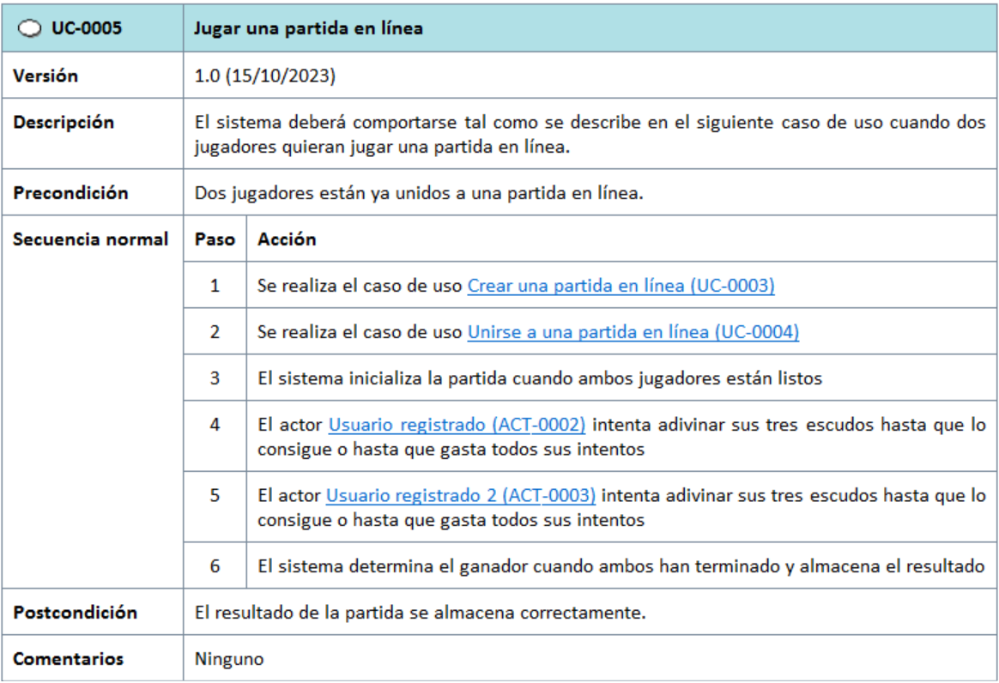 UC-0005 Jugar una partida en línea
Versión 1.0 (15/10/2023)
Descripción El sistema deberá comportarse tal como se describe en el siguiente caso de uso cuando dos
jugadores quieran jugar una partida en línea.
Precondición Dos jugadores están ya unidos a una partida en línea.
Secuencia normal Paso Acción
1 Se realiza el caso de uso Crear una partida en línea (UC-0003)
2 Se realiza el caso de uso Unirse a una partida en línea (UC-0004)
3 El sistema inicializa la partida cuando ambos jugadores están listos
4 El actor Usuario registrado (ACT-0002) intenta adivinar sus tres escudos hasta que lo
consigue o hasta que gasta todos sus intentos
5 El actor Usuario registrado 2 (ACT-0003) intenta adivinar sus tres escudos hasta que lo
consigue o hasta que gasta todos sus intentos
6 El sistema determina el ganador cuando ambos han terminado y almacena el resultado
Postcondición El resultado de la partida se almacena correctamente.
Comentarios Ninguno